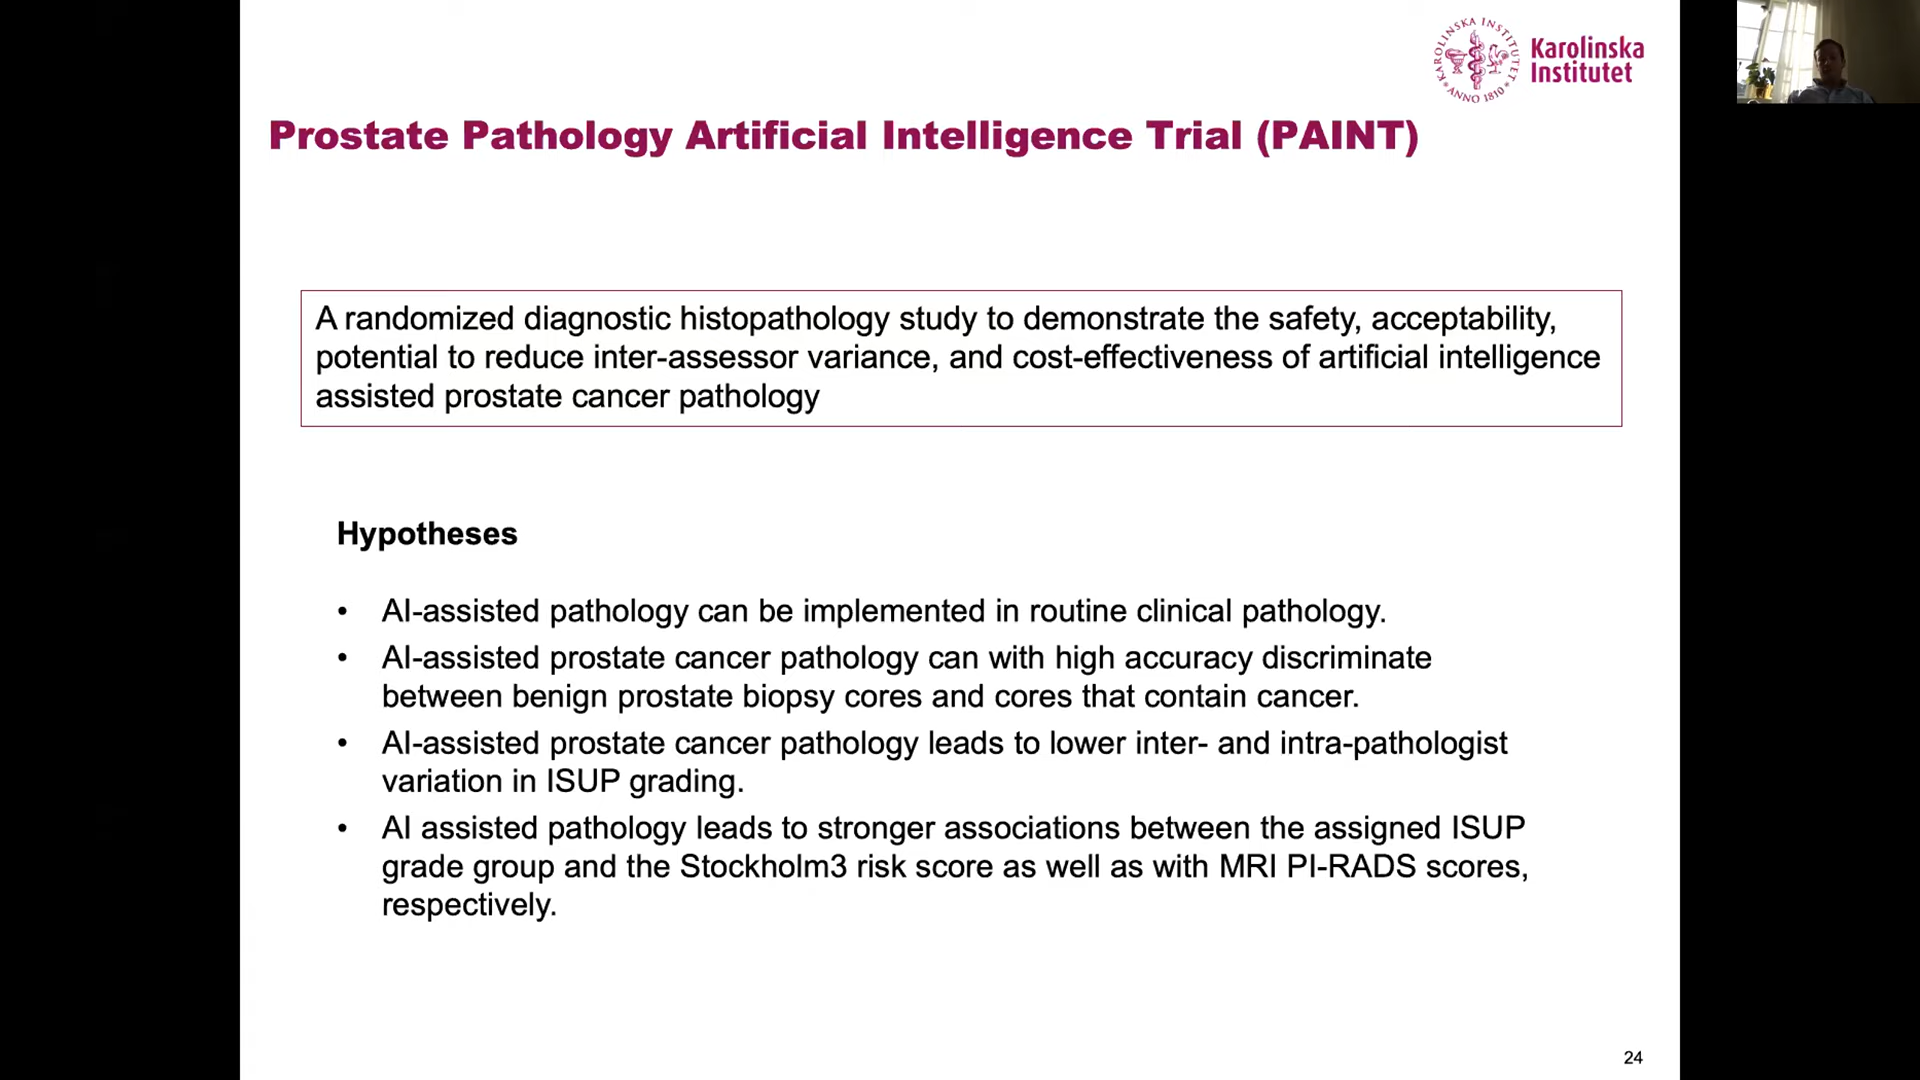 KAROLINSKA INSTITUTET
ANNO 1810
Karolinska
Institutet
Prostate Pathology Artificial Intelligence Trial (PAINT)
A randomized diagnostic histopathology study to demonstrate the safety, acceptability,
potential to reduce inter-assessor variance, and cost-effectiveness of artificial intelligence
assisted prostate cancer pathology
Hypotheses
• AI-assisted pathology can be implemented in routine clinical pathology.
• AI-assisted prostate cancer pathology can with high accuracy discriminate
between benign prostate biopsy cores and cores that contain cancer.
• AI-assisted prostate cancer pathology leads to lower inter- and intra-pathologist
variation in ISUP grading.
• AI assisted pathology leads to stronger associations between the assigned ISUP
grade group and the Stockholm3 risk score as well as with MRI PI-RADS scores,
respectively.
24